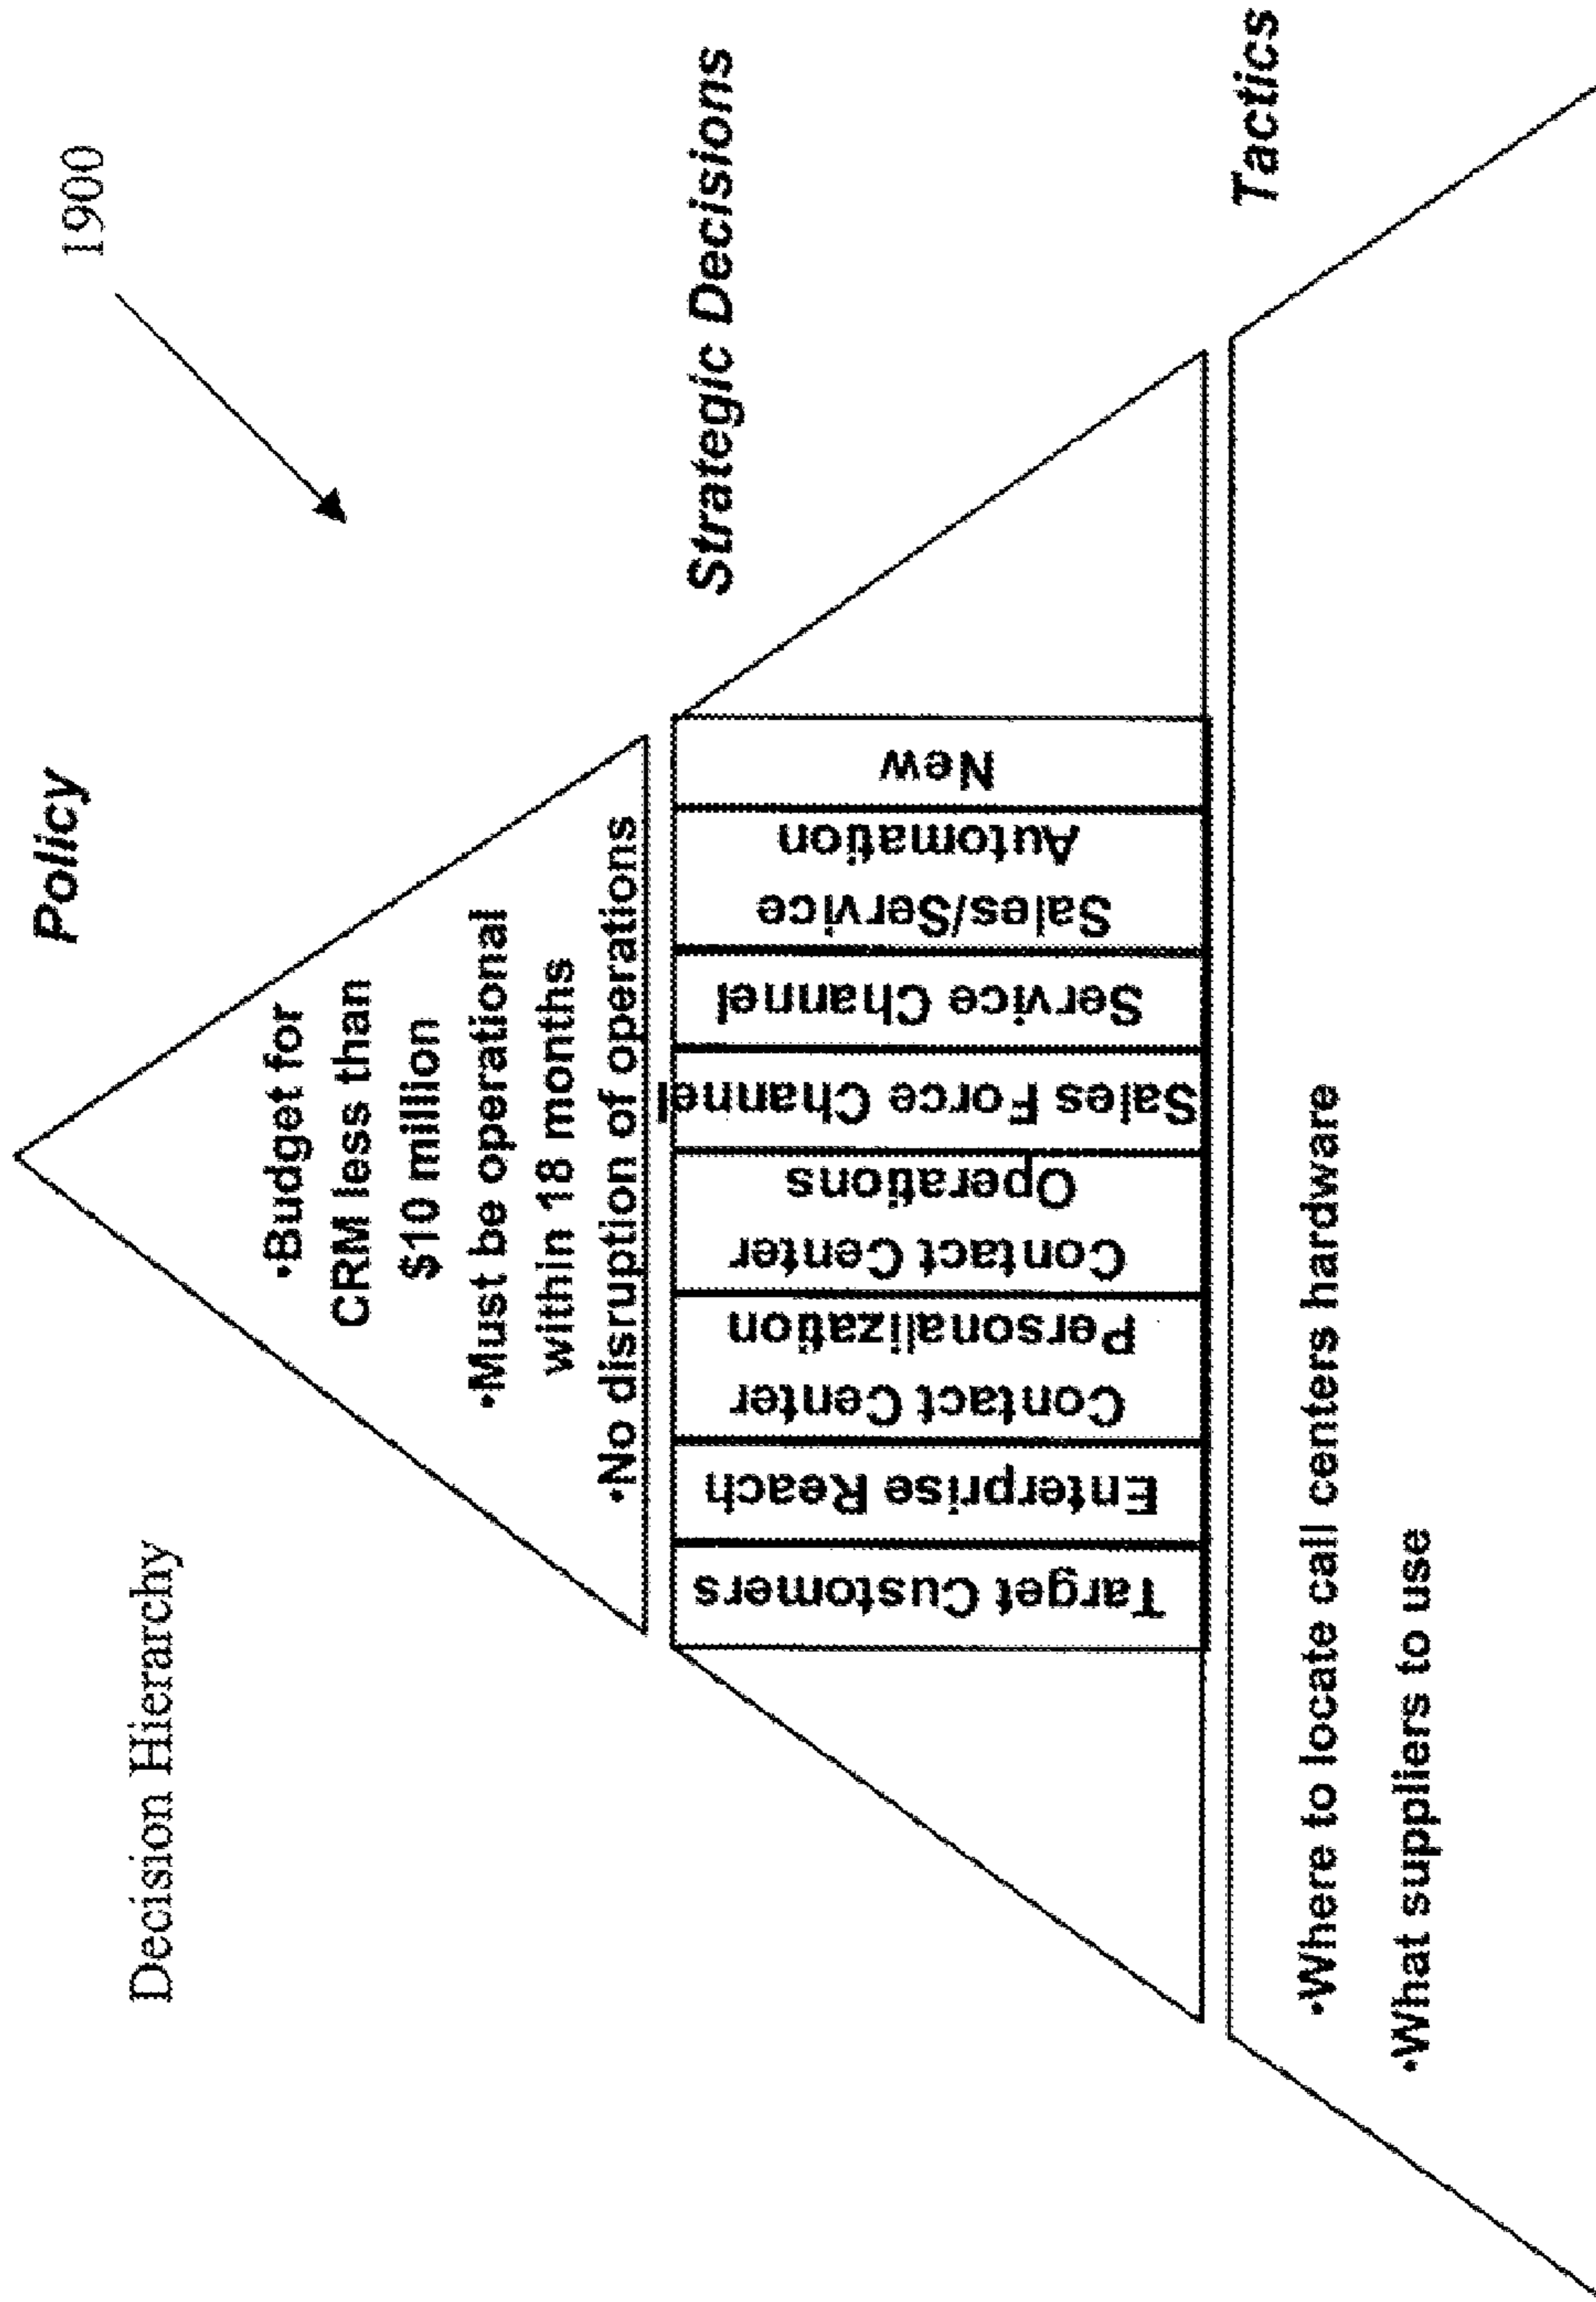 Decision Hierarchy
1900
Policy
•Budget for
CRM less than
$10 million
•Must be operational
within 18 months
•No disruption of operations
Strategic Decisions
Target Customers
Enterprise Reach
Contact Center
Personalization
Contact Center
Operations
Sales Force Channel
Service Channel
Sales/Service
Automation
New
Tactics
•Where to locate call centers hardware
•What suppliers to use